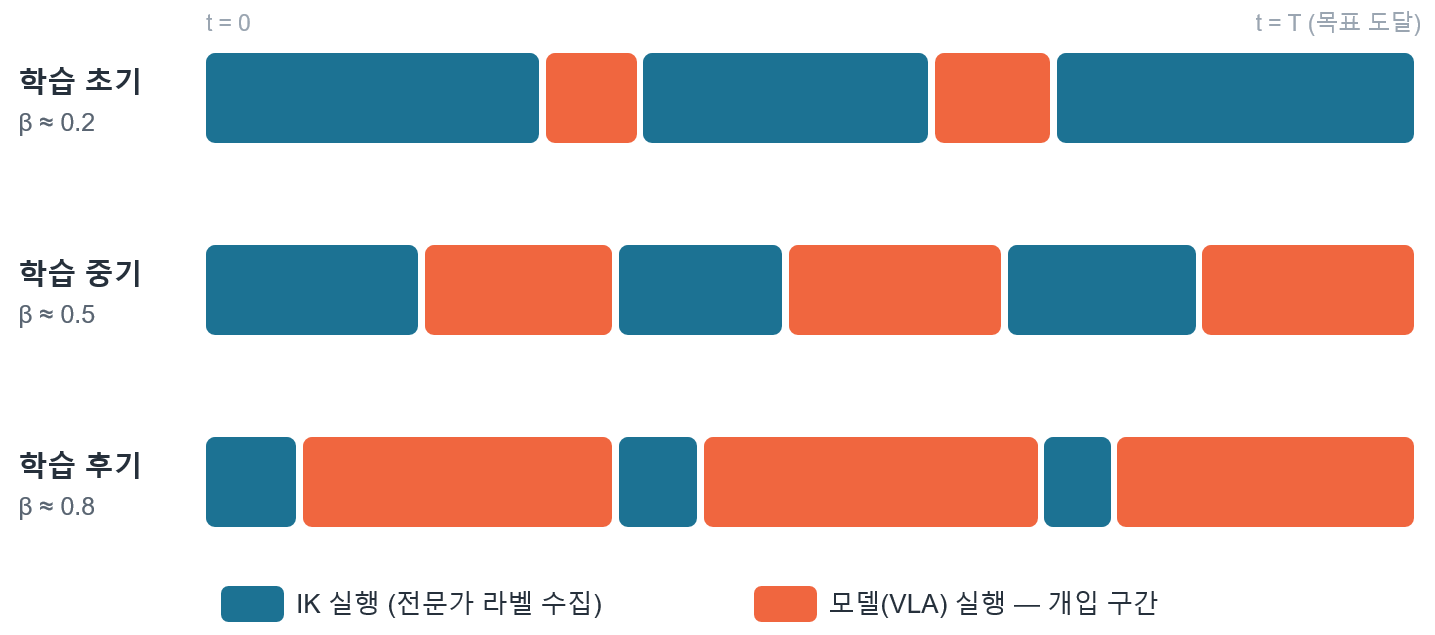 t = 0
t = T (목표 도달)
학습 초기
β ≈ 0.2
학습 중기
β ≈ 0.5
학습 후기
β ≈ 0.8
IK 실행 (전문가 라벨 수집)
모델(VLA) 실행 — 개입 구간